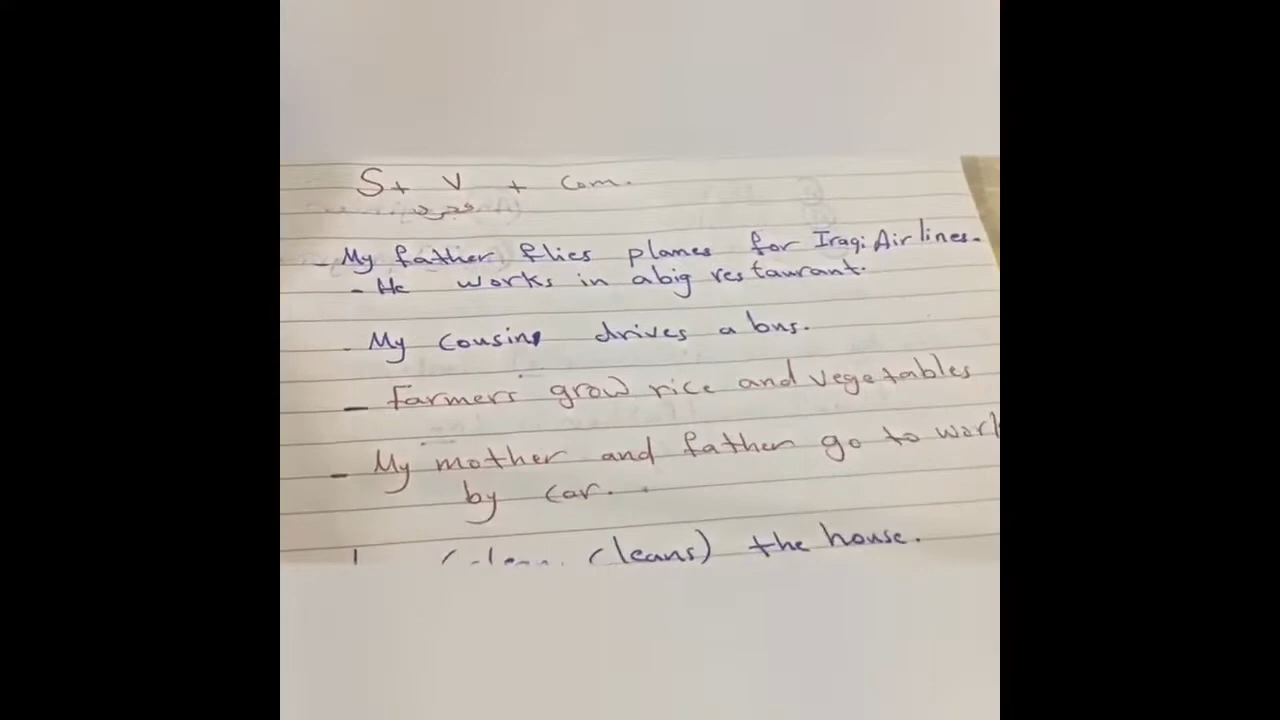 S+ V + Com.
مجرد
- My father flies planes for Iraqi Airlines.
- He works in a big restaurant.
- My cousin drives a bus.
- Farmers grow rice and vegetables
- My mother and father go to work
by car.
(cleans) the house.